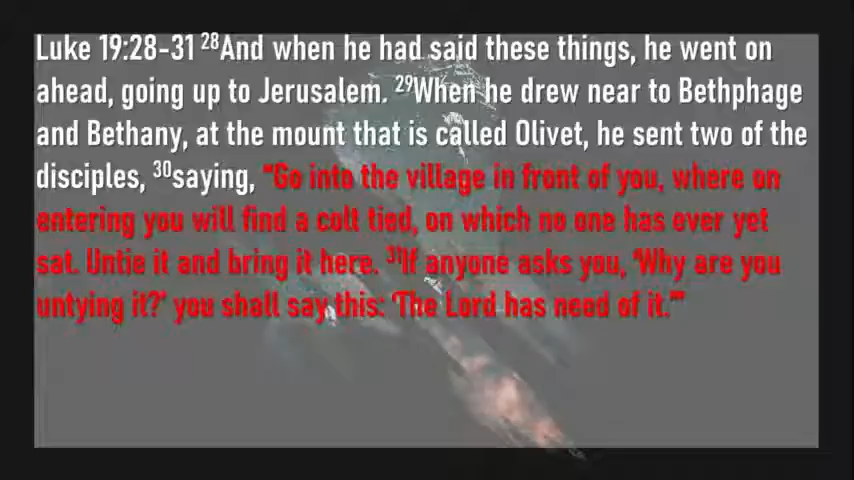 Luke 19:28-31 28And when he had said these things, he went on
ahead, going up to Jerusalem. 29When he drew near to Bethphage
and Bethany, at the mount that is called Olivet, he sent two of the
disciples, 30saying, “Go into the village in front of you, where on
entering you will find a colt tied, on which no one has ever yet
sat. Untie it and bring it here. 31If anyone asks you, ‘Why are you
untying it?’ you shall say this: ‘The Lord has need of it.’”